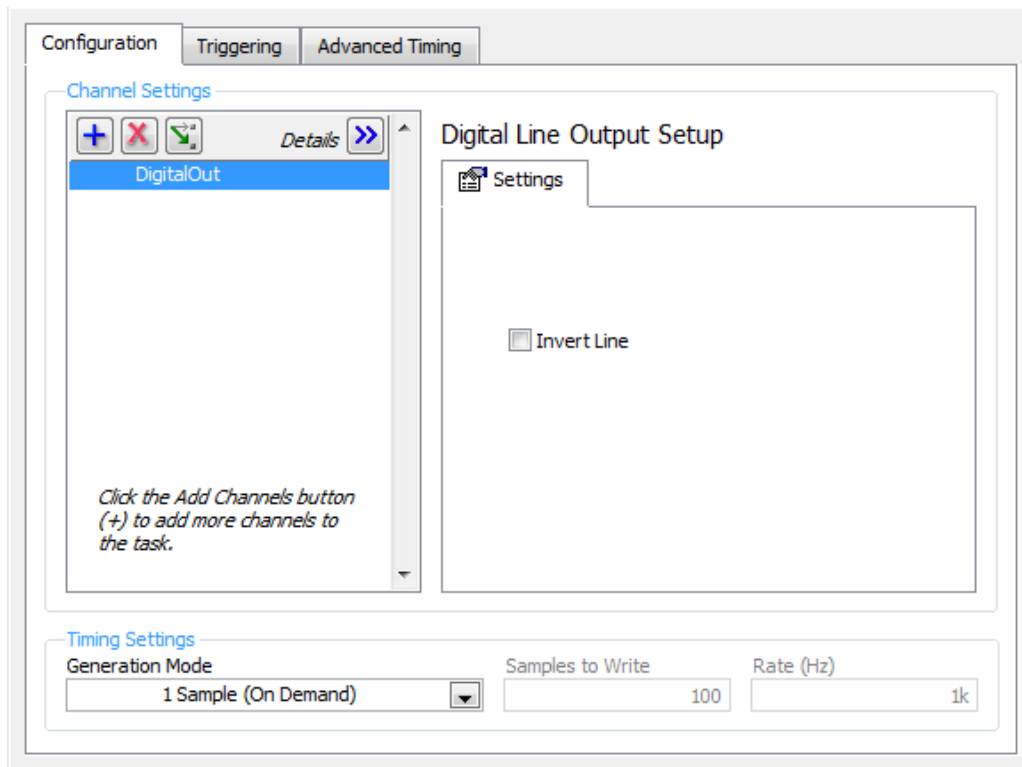 Configuration
Triggering
Advanced Timing
Channel Settings
Details
DigitalOut
Click the Add Channels button
(+) to add more channels to
the task.
Digital Line Output Setup
Settings
Invert Line
Timing Settings
Generation Mode
1 Sample (On Demand)
Samples to Write
100
Rate (Hz)
1k